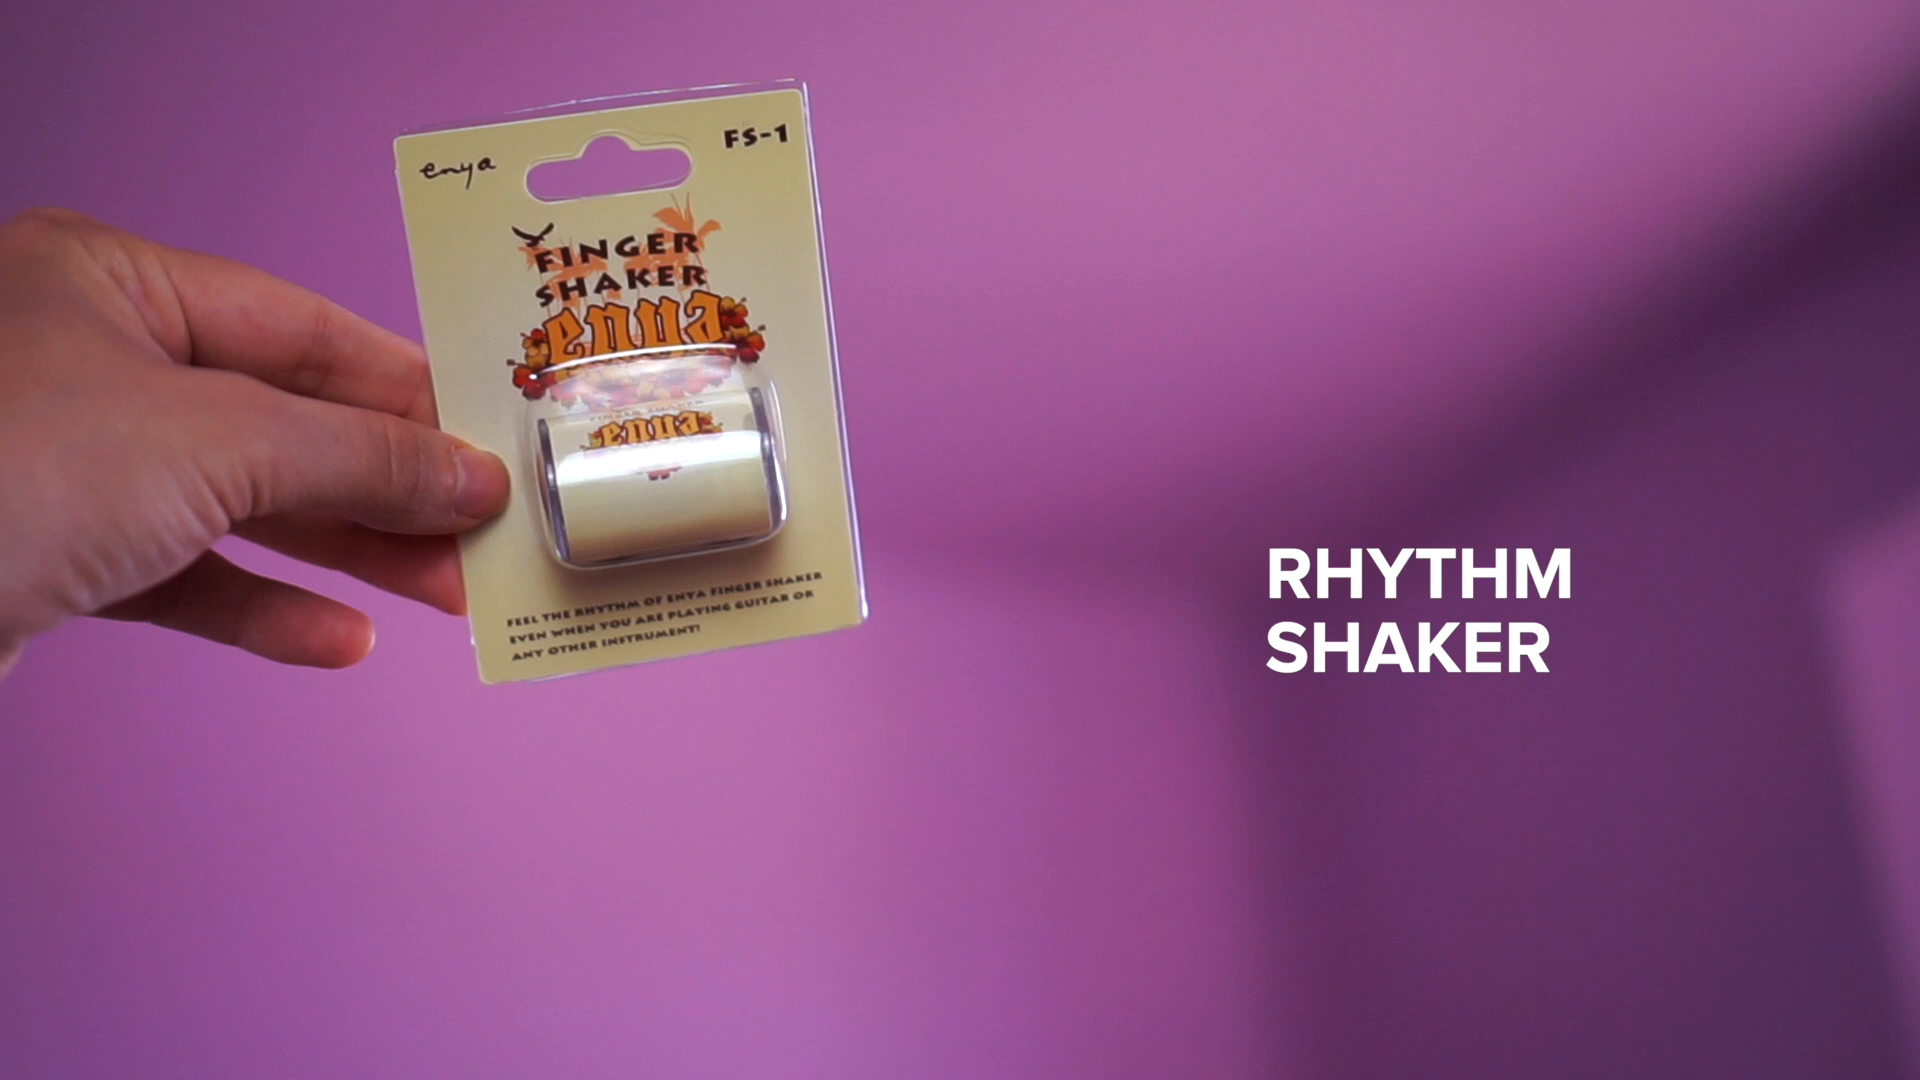 enya
FS-1
FINGER
SHAKER
enya
enya
FEEL THE RHYTHM OF ENYA FINGER SHAKER
EVEN WHEN YOU ARE PLAYING GUITAR OR
ANY OTHER INSTRUMENT!
RHYTHM
SHAKER